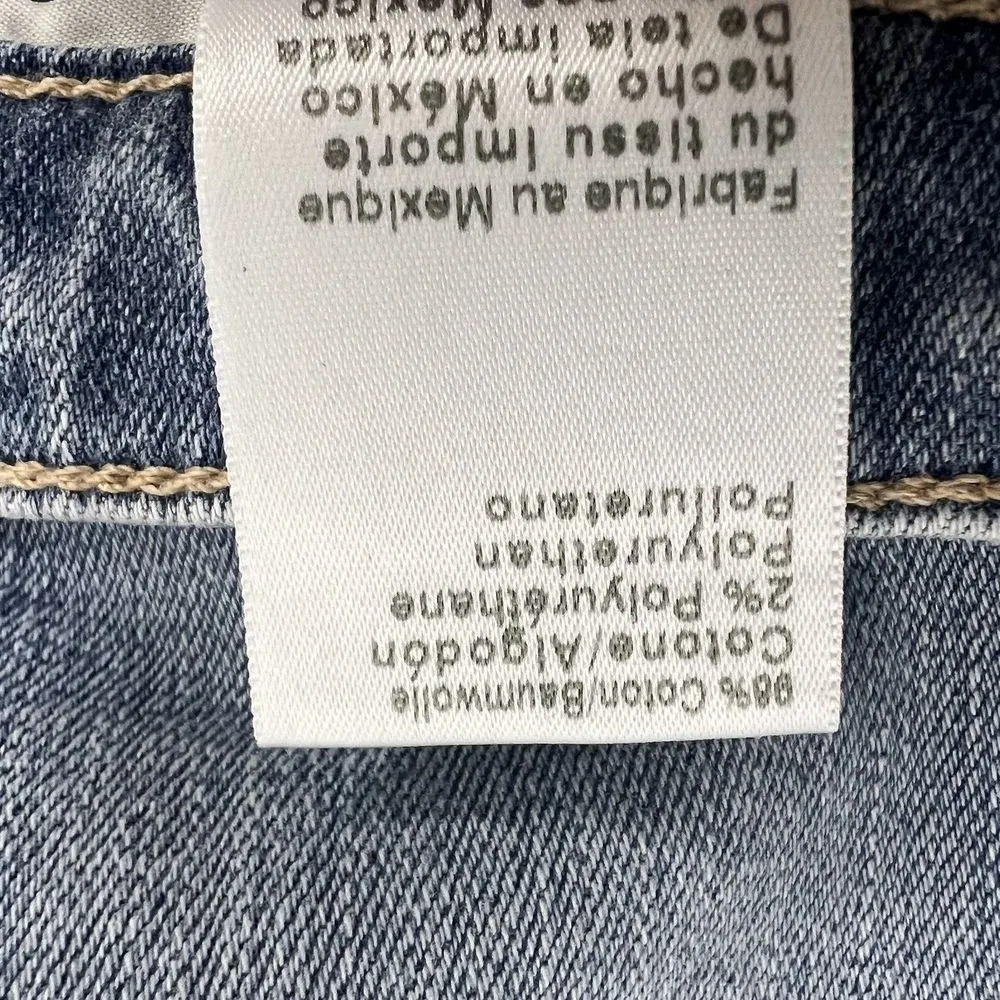 98% Coton/Baumwolle
Cotone/Algodón
2% Polyuréthane
Polyurethan
Poliuretano
Fabrique au Mexique
du tissu importe
hecho en México
De tela importada
Mexico